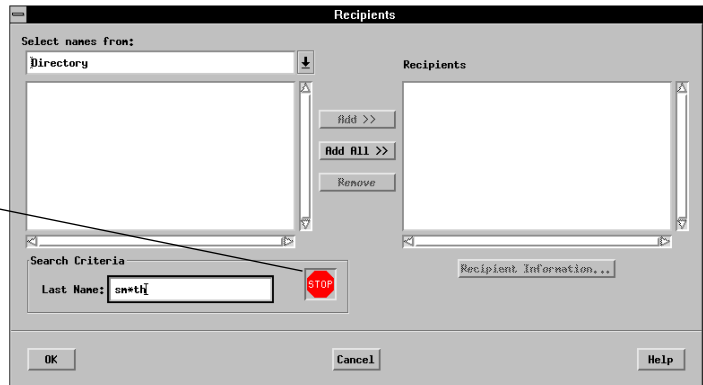 Recipients
Select names from:
Directory
Recipients
Add >>
Add All >>
Remove
Search Criteria
Last Name: sm*th
STOP
Recipient Information...
OK
Cancel
Help